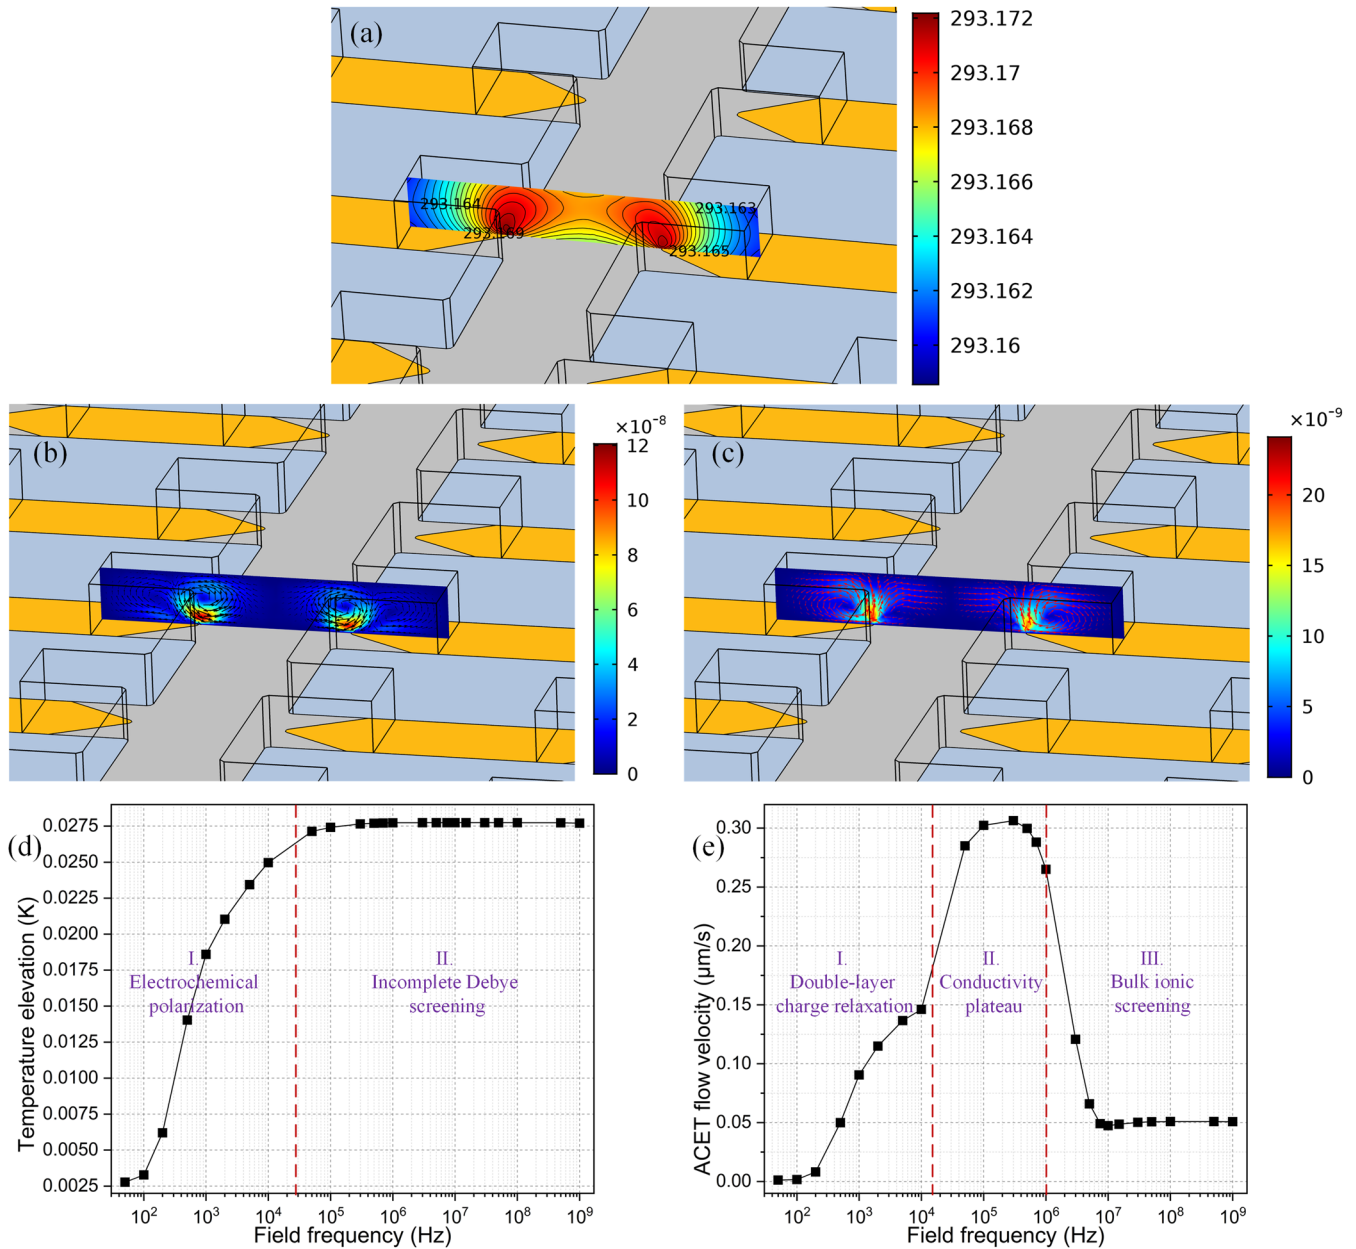 (a)
293.172
293.17
293.168
293.166
293.164
293.162
293.16
293.164
293.163
293.169
293.165
(b)
×10⁻⁸
12
10
8
6
4
2
0
(c)
×10⁻⁹
20
15
10
5
0
(d)
Temperature elevation (K)
0.0275
0.0250
0.0225
0.0200
0.0175
0.0150
0.0125
0.0100
0.0075
0.0050
0.0025
I.
Electrochemical
polarization
II.
Incomplete Debye
screening
10² 10³ 10⁴ 10⁵ 10⁶ 10⁷ 10⁸ 10⁹
Field frequency (Hz)
(e)
ACET flow velocity (μm/s)
0.30
0.25
0.20
0.15
0.10
0.05
0.00
I.
Double-layer
charge relaxation
II.
Conductivity
plateau
III.
Bulk ionic
screening
10² 10³ 10⁴ 10⁵ 10⁶ 10⁷ 10⁸ 10⁹
Field frequency (Hz)